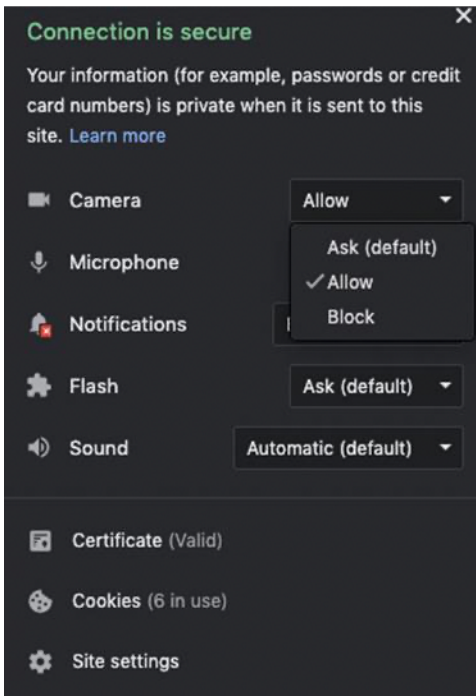 Connection is secure
Your information (for example, passwords or credit
card numbers) is private when it is sent to this
site. Learn more
Camera Allow
Ask (default)
Microphone
Allow
Block
Notifications
Flash Ask (default)
Sound Automatic (default)
Certificate (Valid)
Cookies (6 in use)
Site settings